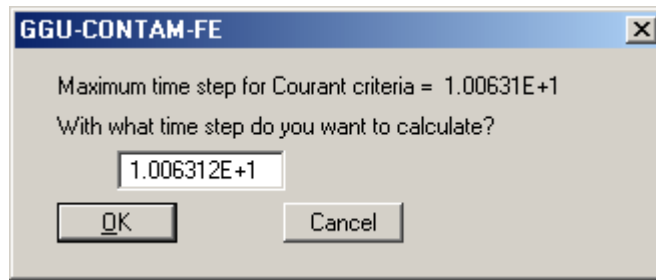 GGU-CONTAM-FE
Maximum time step for Courant criteria = 1.00631E+1
With what time step do you want to calculate?
1.006312E+1
OK Cancel